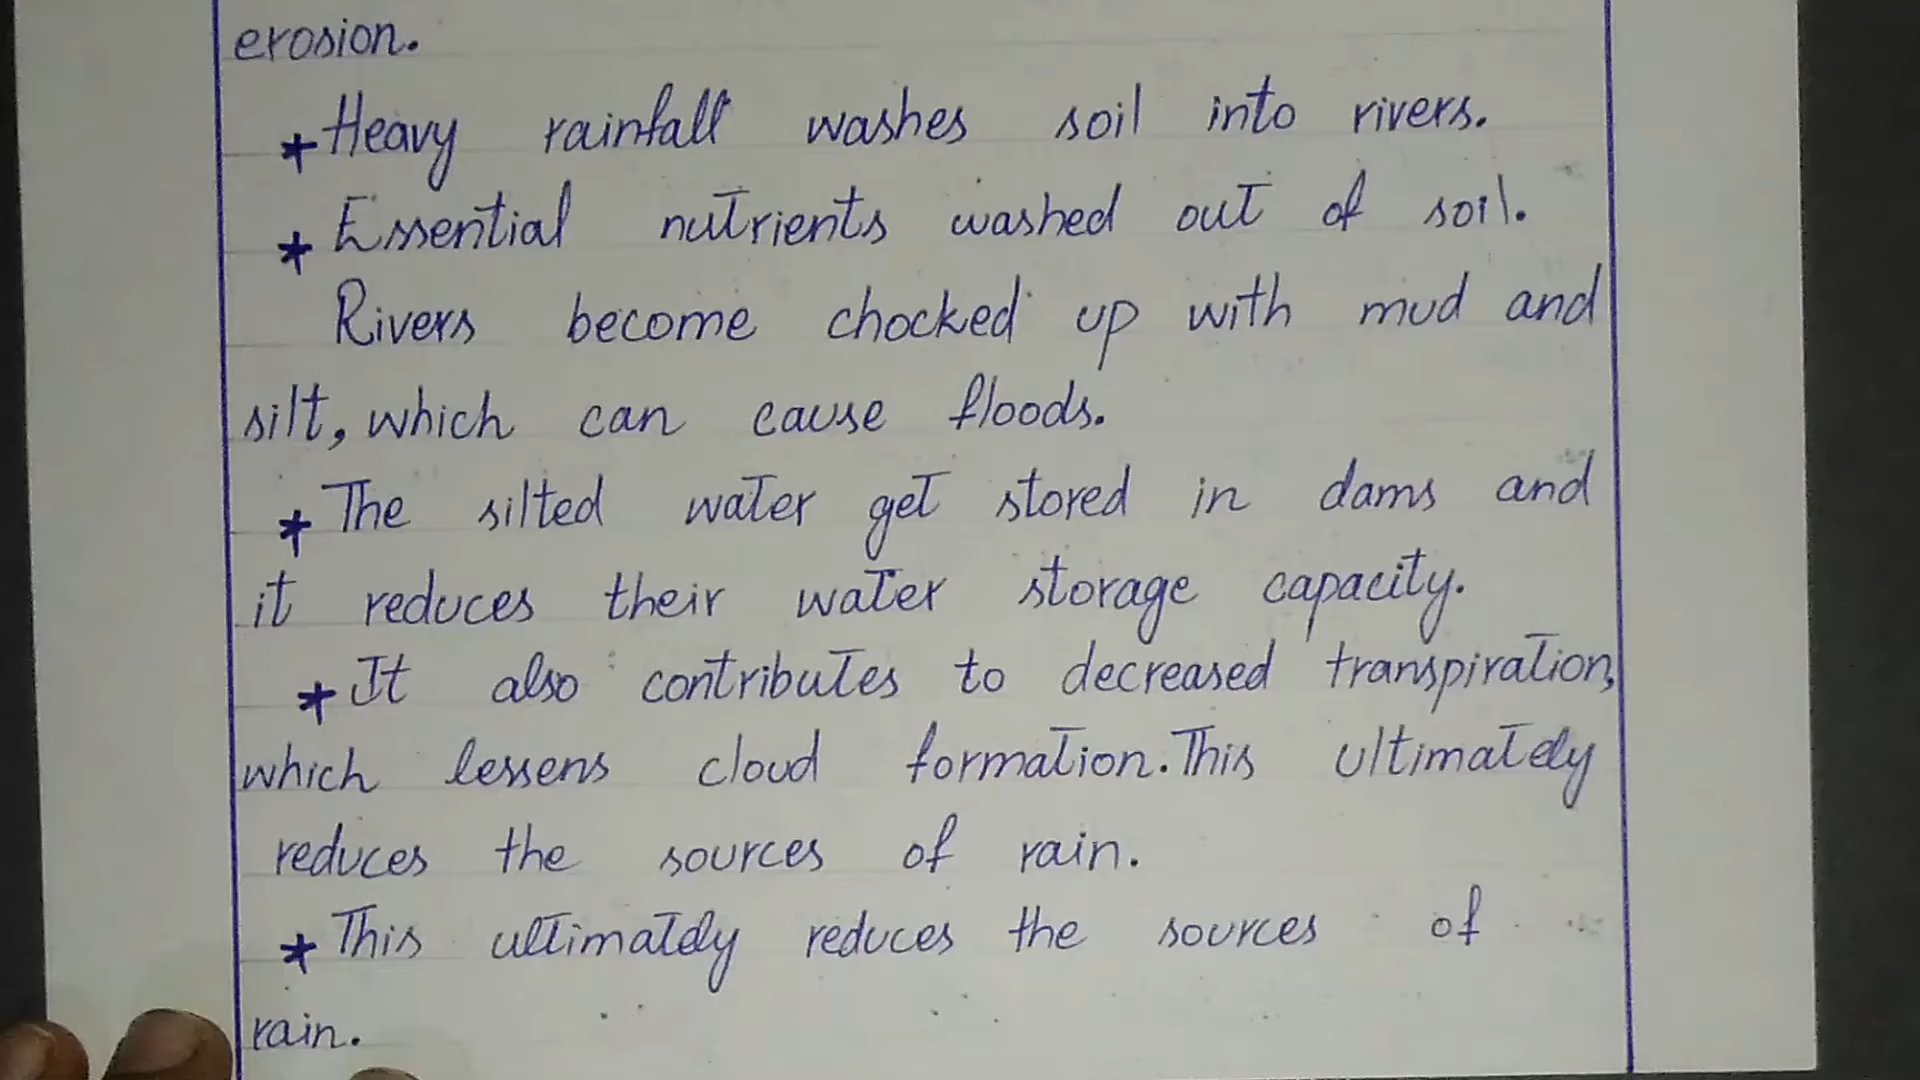 erosion.
* Heavy rainfall washes soil into rivers.
* Essential nutrients washed out of soil.
Rivers become chocked up with mud and
silt, which can cause floods.
* The silted water get stored in dams and
it reduces their water storage capacity.
* It also contributes to decreased transpiration,
which lessens cloud formation. This ultimately
reduces the sources of rain.
* This ultimately reduces the sources of
rain.